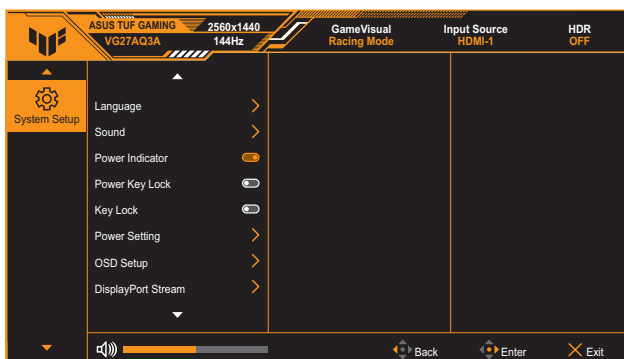 ASUS TUF GAMING 2560x1440 GameVisual Input Source HDR
VG27AQ3A 144Hz Racing Mode HDMI-1 OFF
System Setup
Language
Sound
Power Indicator
Power Key Lock
Key Lock
Power Setting
OSD Setup
DisplayPort Stream
Back Enter Exit